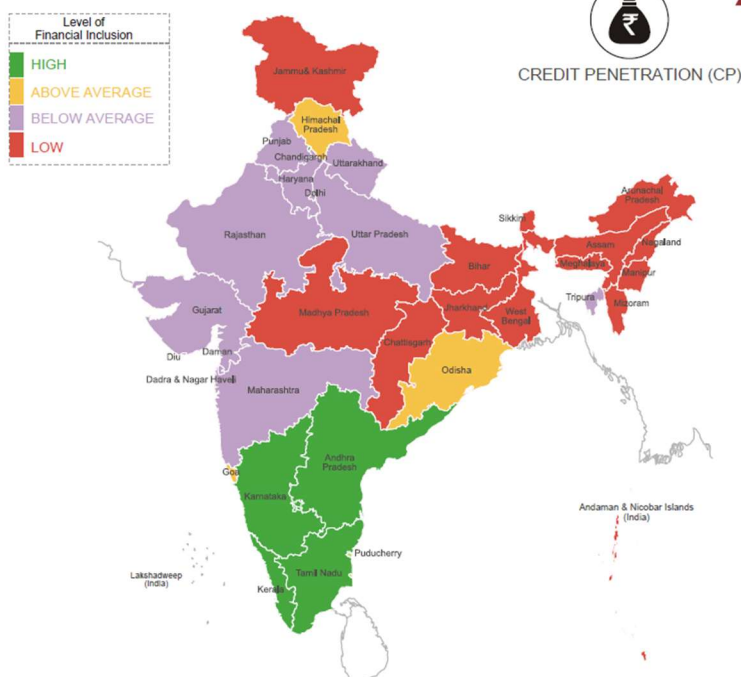 Level of
Financial Inclusion
HIGH
ABOVE AVERAGE
BELOW AVERAGE
LOW
₹
CREDIT PENETRATION (CP)
Jammu& Kashmir
Himachal
Pradesh
Punjab
Chandigargh
Uttarakhand
Haryana
Delhi
Rajasthan
Uttar Pradesh
Sikkim
Arunachal
Pradesh
Assam
Nagaland
Meghalaya
Manipur
Bihar
Tripura
Mizoram
Gujarat
Madhya Pradesh
Jharkhand
West
Bengal
Chattisgarh
Diu
Daman
Dadra & Nagar Haveli
Maharashtra
Odisha
Goa
Andhra
Pradesh
Karnataka
Andaman & Nicobar Islands
(India)
Puducherry
Lakshadweep
(India)
Kerala
Tamil Nadu